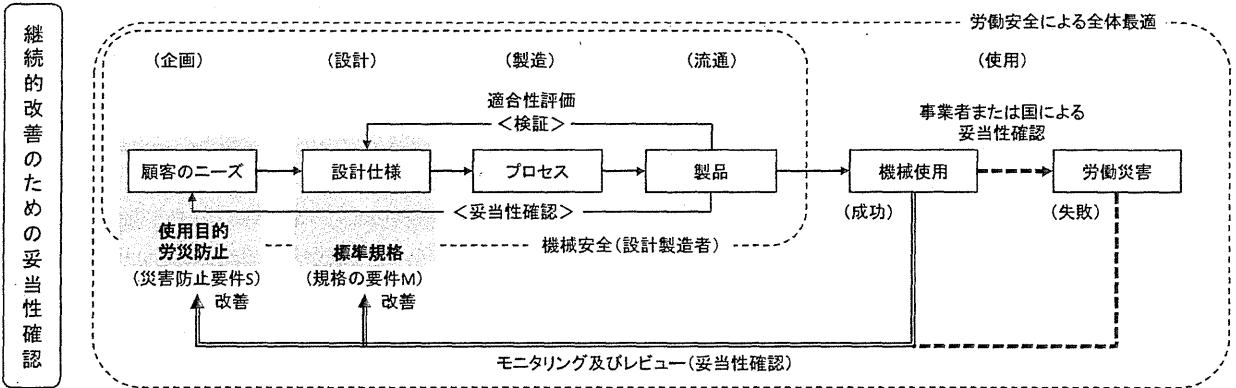 継続的改善のための妥当性確認
労働安全による全体最適
(企画)
(設計)
(製造)
(流通)
(使用)
適合性評価
＜検証＞
事業者または国による
妥当性確認
顧客のニーズ
設計仕様
プロセス
製品
機械使用
労働災害
＜妥当性確認＞
(成功)
(失敗)
使用目的
労災防止
標準規格
機械安全(設計製造者)
(災害防止要件S)
(規格の要件M)
改善
改善
モニタリング及びレビュー(妥当性確認)